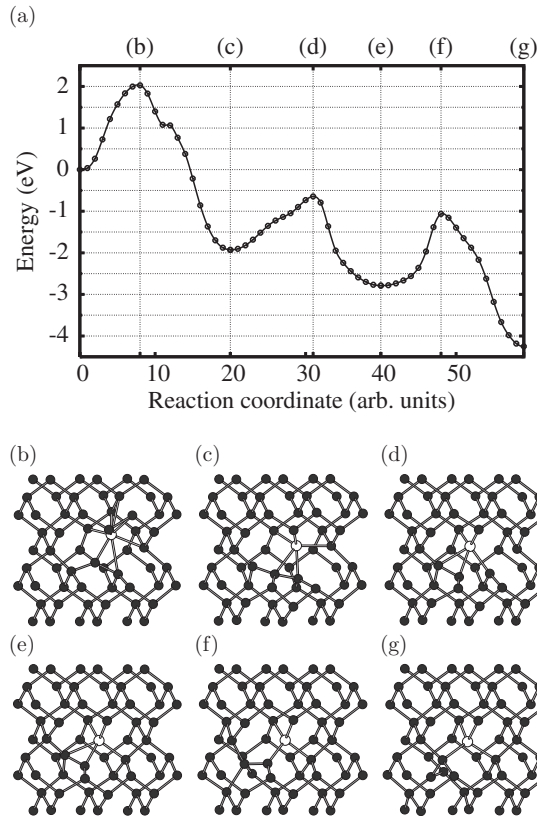 (a)
(b) (c) (d) (e) (f) (g)
2
1
0
-1
-2
-3
-4
Energy (eV)
0 10 20 30 40 50
Reaction coordinate (arb. units)
(b) (c) (d)
(e) (f) (g)